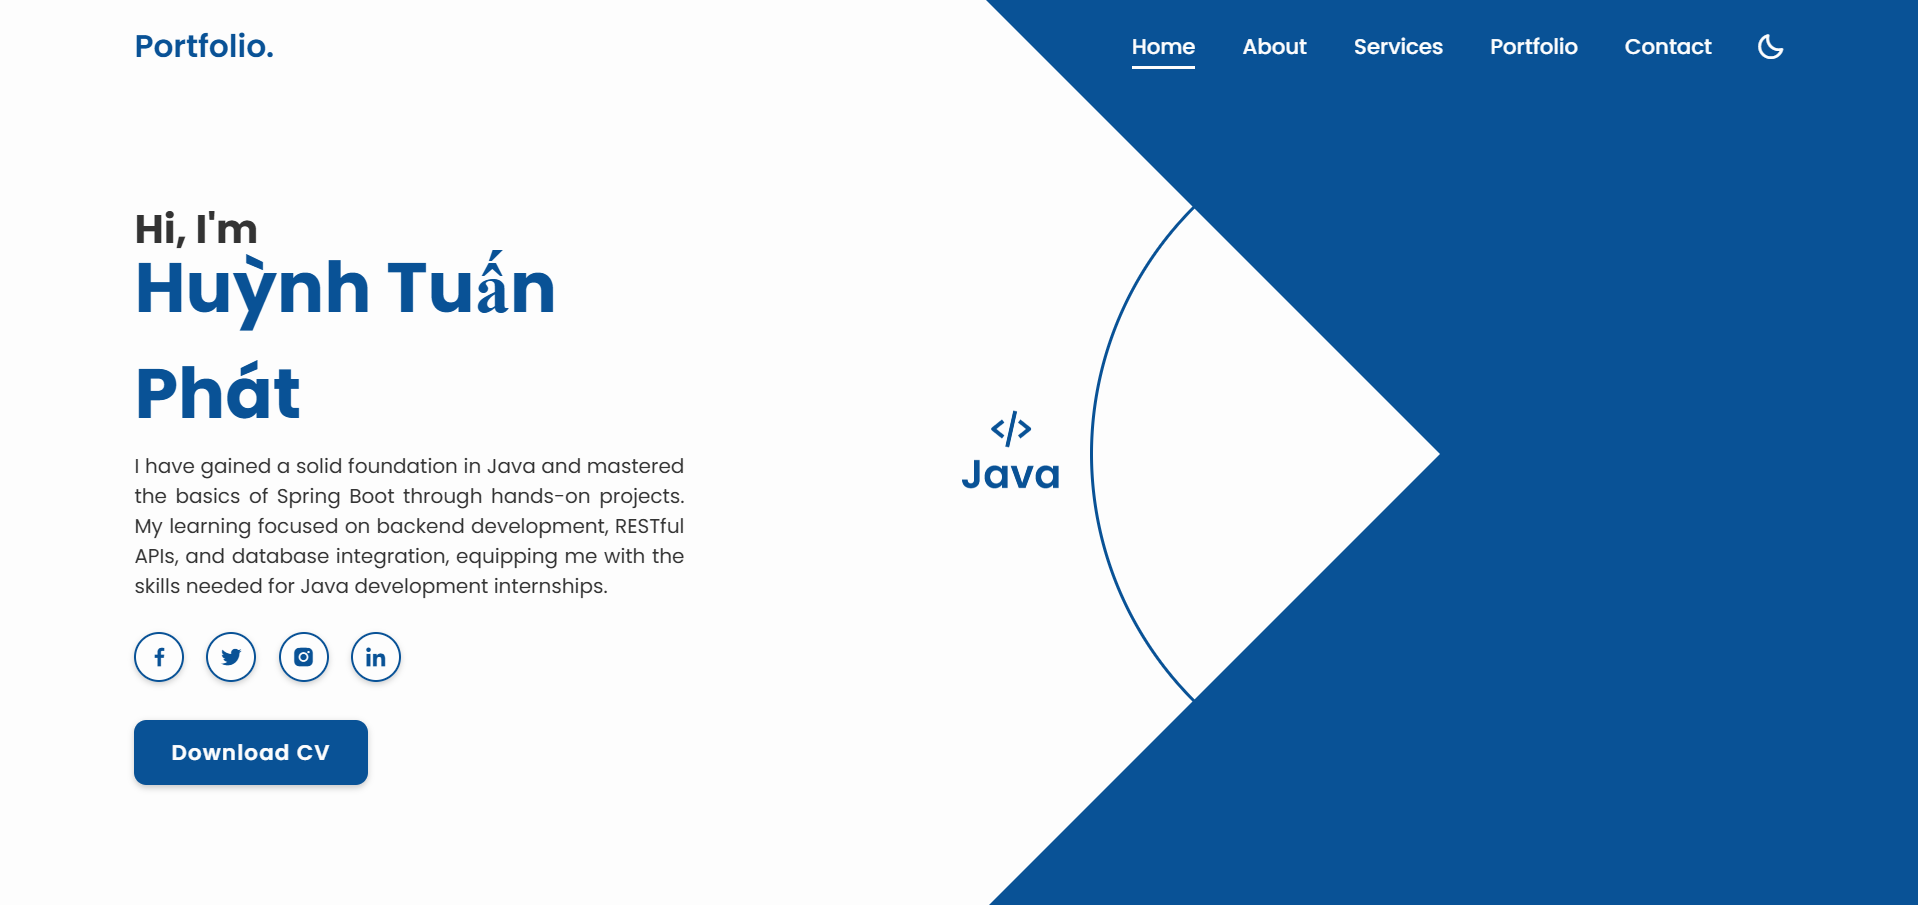 Portfolio.
Home About Services Portfolio Contact
Hi, I'm
Huỳnh Tuấn
Phát
I have gained a solid foundation in Java and mastered
the basics of Spring Boot through hands-on projects.
My learning focused on backend development, RESTful
APIs, and database integration, equipping me with the
skills needed for Java development internships.
Download CV
</>
Java